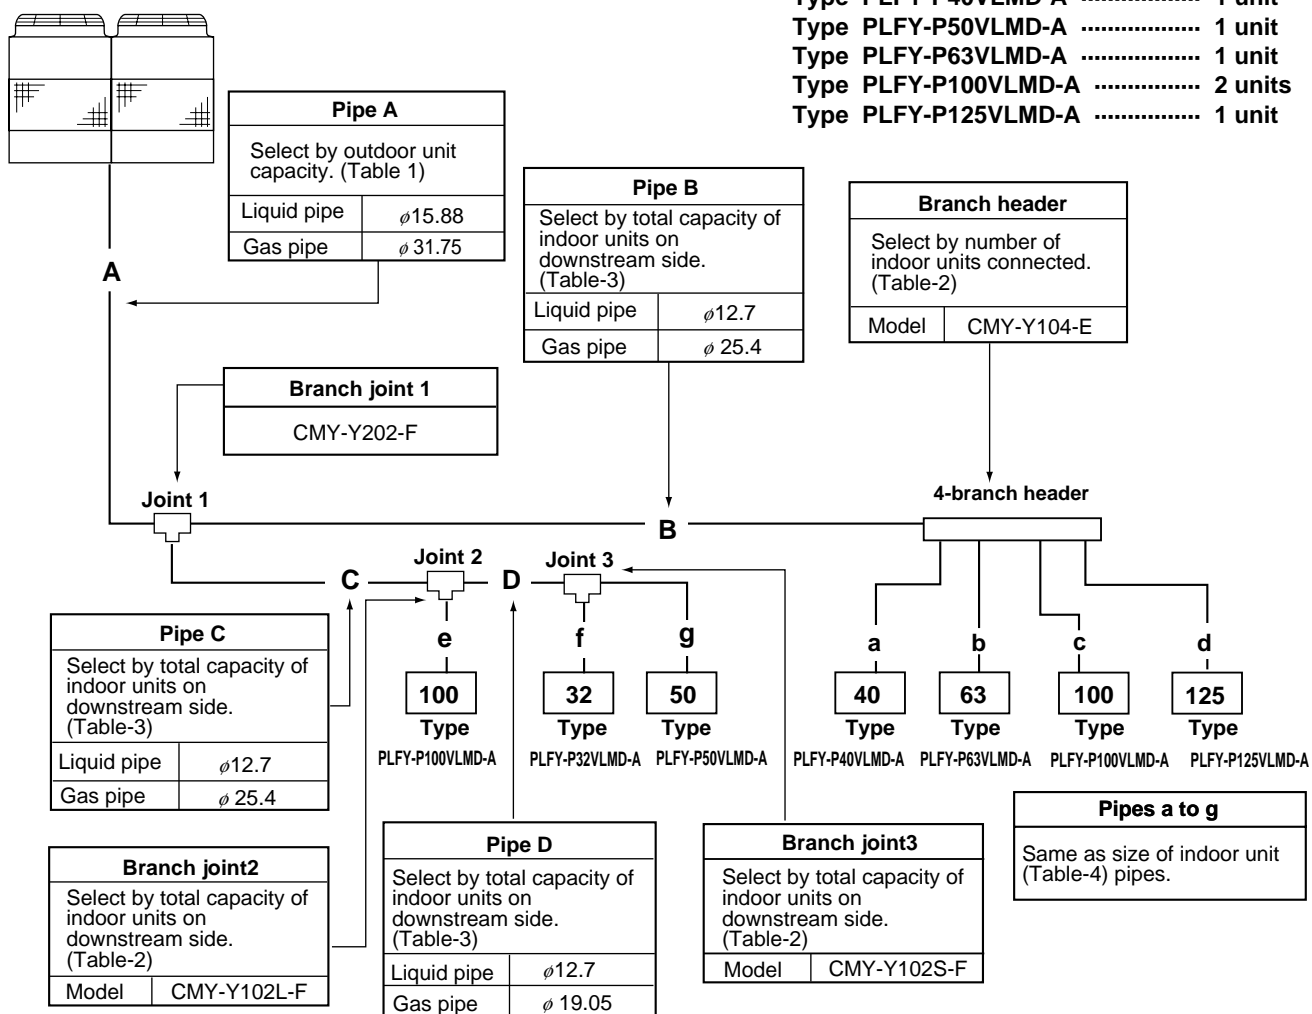 Type PLFY-P40VLMD-A ·················· 1 unit
Type PLFY-P50VLMD-A ·················· 1 unit
Type PLFY-P63VLMD-A ·················· 1 unit
Type PLFY-P100VLMD-A ················ 2 units
Type PLFY-P125VLMD-A ················ 1 unit
Pipe A
Select by outdoor unit
capacity. (Table 1)
Liquid pipe ø15.88
Gas pipe ø 31.75
A
Pipe B
Select by total capacity of
indoor units on
downstream side.
(Table-3)
Liquid pipe ø12.7
Gas pipe ø 25.4
Branch header
Select by number of
indoor units connected.
(Table-2)
Model CMY-Y104-E
Branch joint 1
CMY-Y202-F
Joint 1
B
4-branch header
C
Joint 2
D
Joint 3
e
f
g
a
b
c
d
100
Type
PLFY-P100VLMD-A
32
Type
PLFY-P32VLMD-A
50
Type
PLFY-P50VLMD-A
40
Type
PLFY-P40VLMD-A
63
Type
PLFY-P63VLMD-A
100
Type
PLFY-P100VLMD-A
125
Type
PLFY-P125VLMD-A
Pipe C
Select by total capacity of
indoor units on
downstream side.
(Table-3)
Liquid pipe ø12.7
Gas pipe ø 25.4
Branch joint2
Select by total capacity of
indoor units on
downstream side.
(Table-2)
Model CMY-Y102L-F
Pipe D
Select by total capacity of
indoor units on
downstream side.
(Table-3)
Liquid pipe ø12.7
Gas pipe ø 19.05
Branch joint3
Select by total capacity of
indoor units on
downstream side.
(Table-2)
Model CMY-Y102S-F
Pipes a to g
Same as size of indoor unit
(Table-4) pipes.